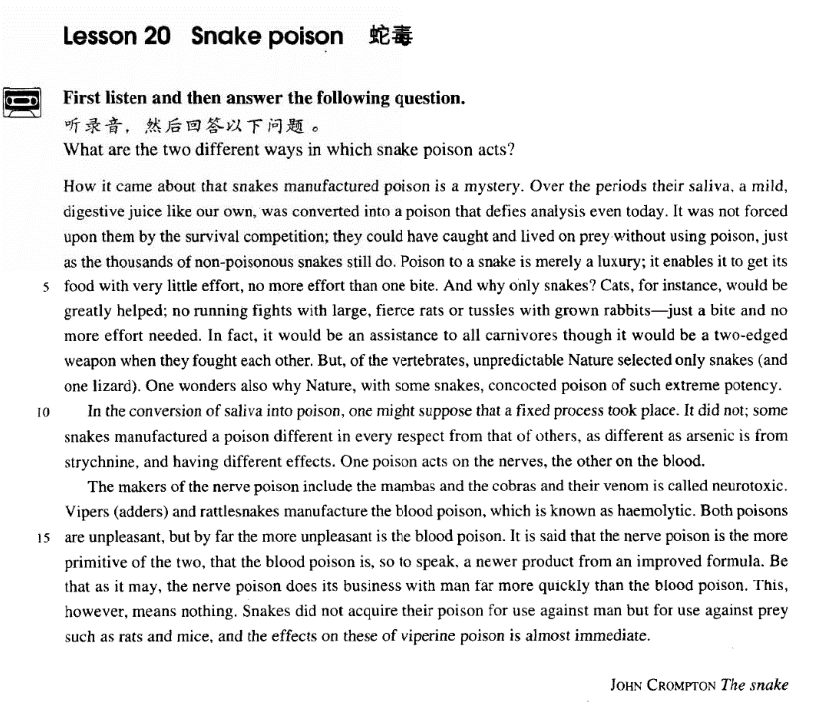 Lesson 20 Snake poison 蛇毒
First listen and then answer the following question.
听录音，然后回答以下问题。
What are the two different ways in which snake poison acts?
How it came about that snakes manufactured poison is a mystery. Over the periods their saliva, a mild,
digestive juice like our own, was converted into a poison that defies analysis even today. It was not forced
upon them by the survival competition; they could have caught and lived on prey without using poison, just
as the thousands of non-poisonous snakes still do. Poison to a snake is merely a luxury; it enables it to get its
5 food with very little effort, no more effort than one bite. And why only snakes? Cats, for instance, would be
greatly helped; no running fights with large, fierce rats or tussles with grown rabbits—just a bite and no
more effort needed. In fact, it would be an assistance to all carnivores though it would be a two-edged
weapon when they fought each other. But, of the vertebrates, unpredictable Nature selected only snakes (and
one lizard). One wonders also why Nature, with some snakes, concocted poison of such extreme potency.
10 In the conversion of saliva into poison, one might suppose that a fixed process took place. It did not; some
snakes manufactured a poison different in every respect from that of others, as different as arsenic is from
strychnine, and having different effects. One poison acts on the nerves, the other on the blood.
The makers of the nerve poison include the mambas and the cobras and their venom is called neurotoxic.
Vipers (adders) and rattlesnakes manufacture the blood poison, which is known as haemolytic. Both poisons
15 are unpleasant, but by far the more unpleasant is the blood poison. It is said that the nerve poison is the more
primitive of the two, that the blood poison is, so to speak, a newer product from an improved formula. Be
that as it may, the nerve poison does its business with man far more quickly than the blood poison. This,
however, means nothing. Snakes did not acquire their poison for use against man but for use against prey
such as rats and mice, and the effects on these of viperine poison is almost immediate.
JOHN CROMPTON The snake